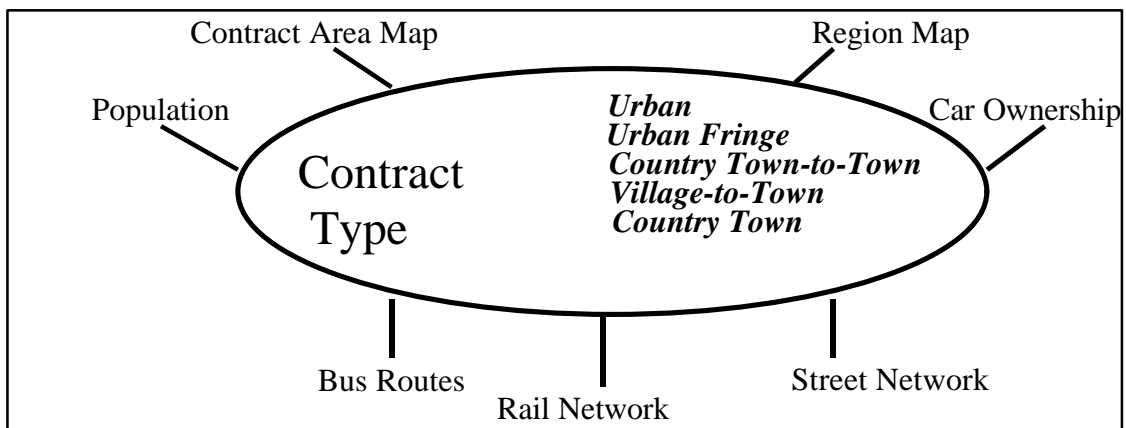 Contract Area Map
Region Map
Population
Car Ownership
Contract
Type
Urban
Urban Fringe
Country Town-to-Town
Village-to-Town
Country Town
Bus Routes
Rail Network
Street Network